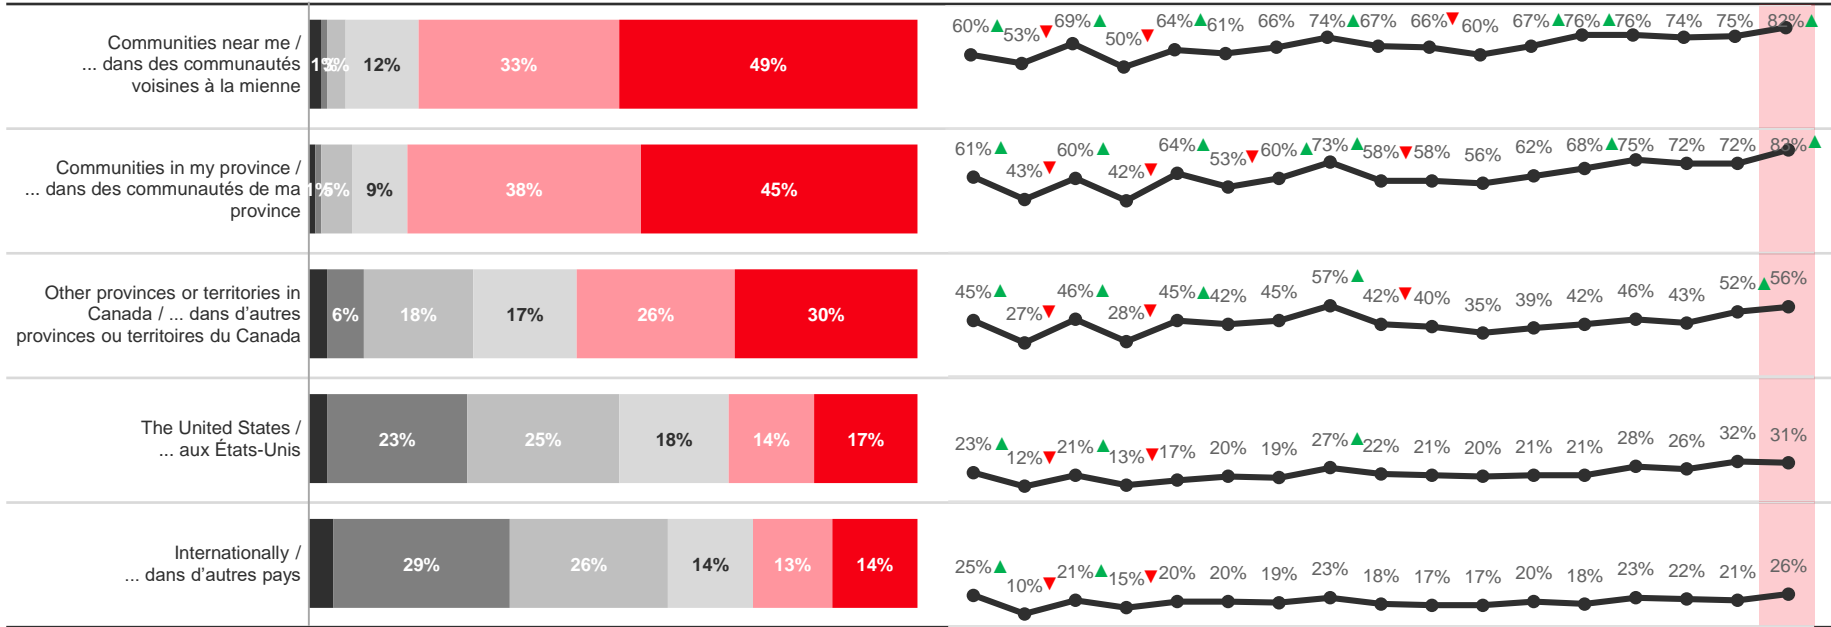 Communities near me /
... dans des communautés
voisines à la mienne
1% 3% 12% 33% 49%
60% 53% 69% 50% 64% 61% 66% 74% 67% 66% 60% 67% 76% 76% 74% 75% 82%
Communities in my province /
... dans des communautés de ma
province
1% 5% 9% 38% 45%
61% 43% 60% 42% 64% 53% 60% 73% 58% 58% 56% 62% 68% 75% 72% 72% 83%
Other provinces or territories in
Canada / ... dans d'autres
provinces ou territoires du Canada
6% 18% 17% 26% 30%
45% 27% 46% 28% 45% 42% 45% 57% 42% 40% 35% 39% 42% 46% 43% 52% 56%
The United States /
... aux États-Unis
23% 25% 18% 14% 17%
23% 12% 21% 13% 17% 20% 19% 27% 22% 21% 20% 21% 21% 28% 26% 32% 31%
Internationally /
... dans d'autres pays
29% 26% 14% 13% 14%
25% 10% 21% 15% 20% 20% 19% 23% 18% 17% 17% 20% 18% 23% 22% 21% 26%